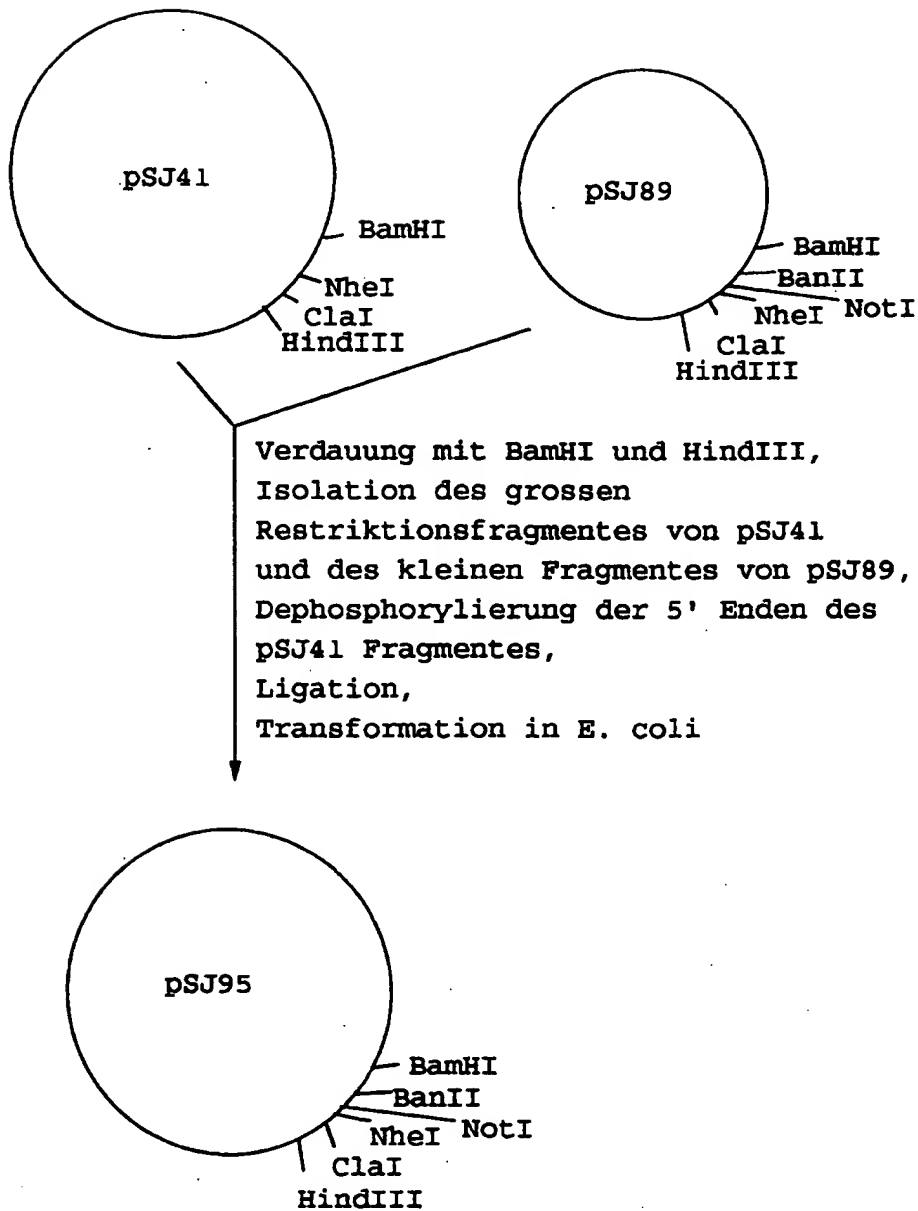 pSJ41
BamHI
NheI
ClaI
HindIII
pSJ89
BamHI
BanII
NotI
NheI
ClaI
HindIII
Verdauung mit BamHI und HindIII,
Isolation des grossen
Restriktionsfragmentes von pSJ41
und des kleinen Fragmentes von pSJ89,
Dephosphorylierung der 5' Enden des
pSJ41 Fragmentes,
Ligation,
Transformation in E. coli
pSJ95
BamHI
BanII
NotI
NheI
ClaI
HindIII